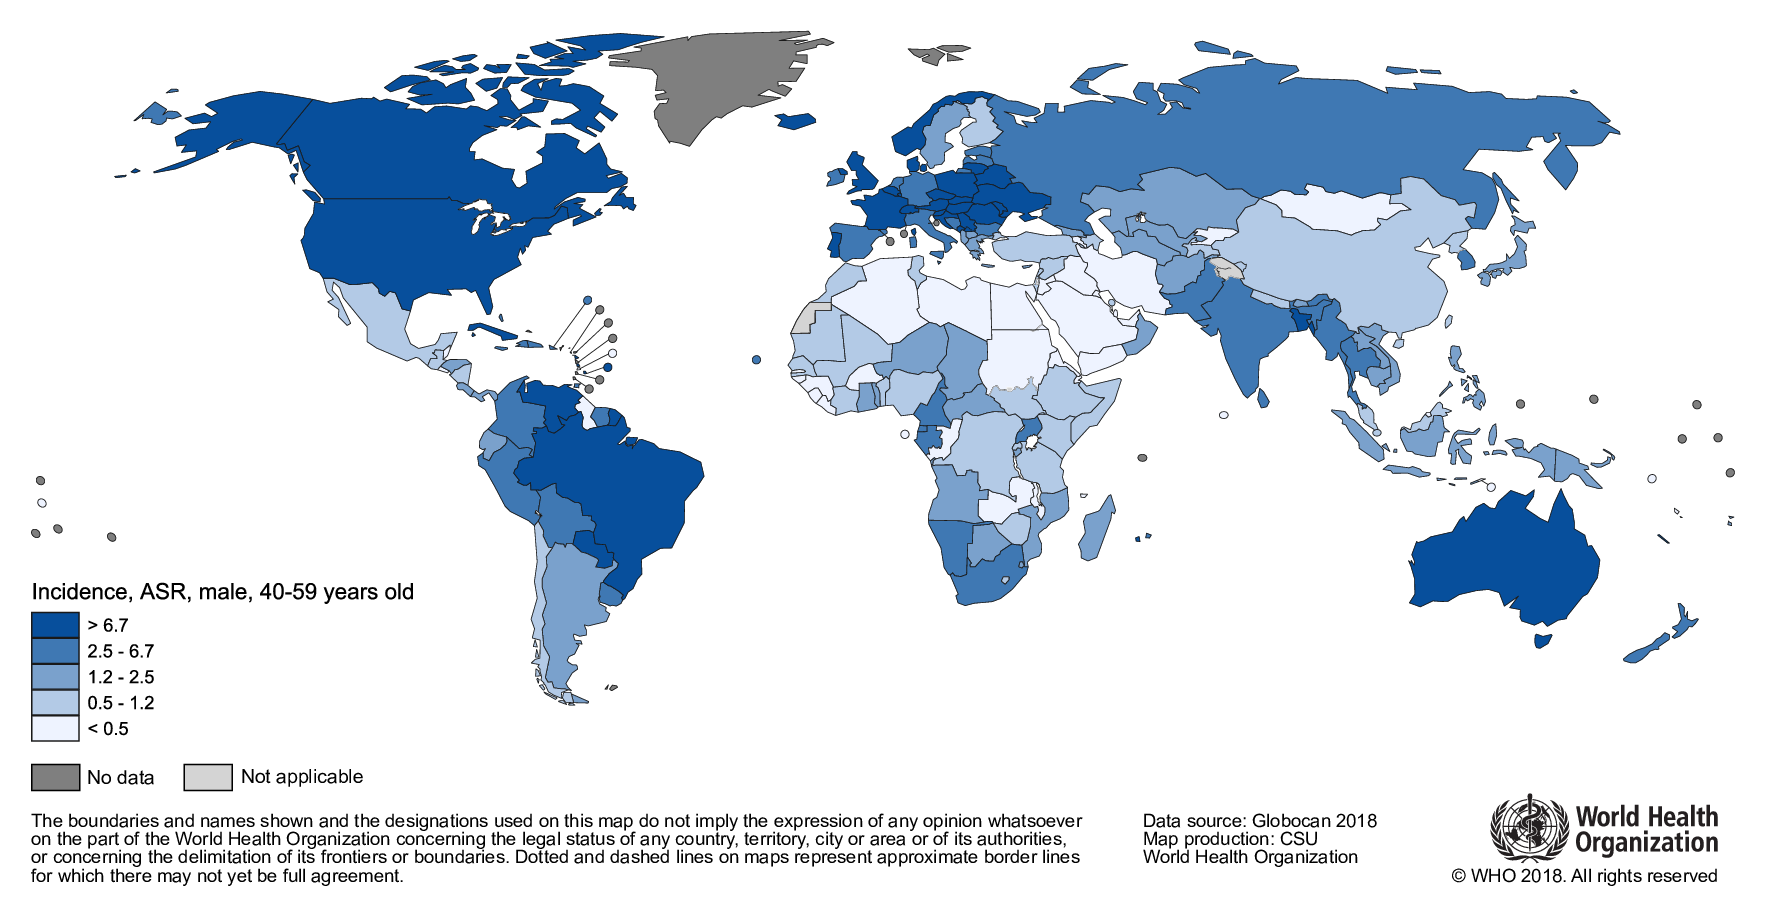 Incidence, ASR, male, 40-59 years old
> 6.7
2.5 - 6.7
1.2 - 2.5
0.5 - 1.2
< 0.5
No data
Not applicable
The boundaries and names shown and the designations used on this map do not imply the expression of any opinion whatsoever
on the part of the World Health Organization concerning the legal status of any country, territory, city or area or of its authorities,
or concerning the delimitation of its frontiers or boundaries. Dotted and dashed lines on maps represent approximate border lines
for which there may not yet be full agreement.
Data source: Globocan 2018
Map production: CSU
World Health Organization
World Health
Organization
© WHO 2018. All rights reserved